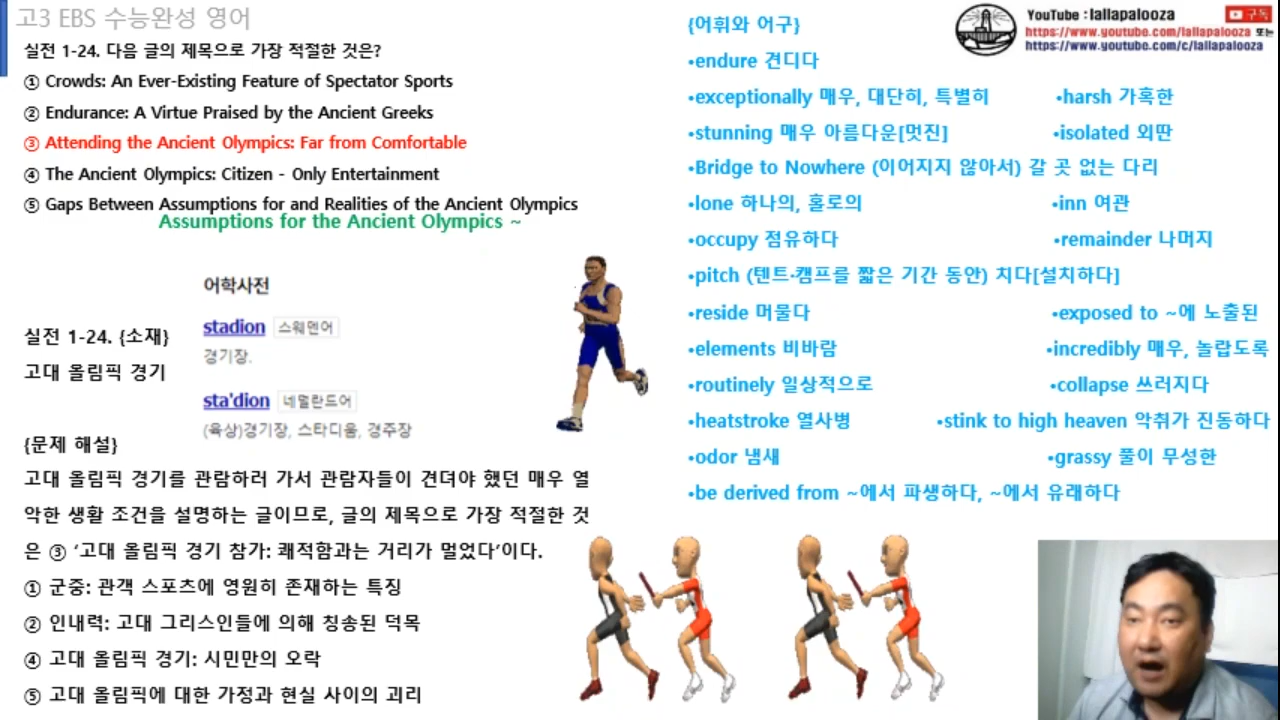 고3 EBS 수능완성 영어
실전 1-24. 다음 글의 제목으로 가장 적절한 것은?
① Crowds: An Ever-Existing Feature of Spectator Sports
② Endurance: A Virtue Praised by the Ancient Greeks
③ Attending the Ancient Olympics: Far from Comfortable
④ The Ancient Olympics: Citizen - Only Entertainment
⑤ Gaps Between Assumptions for and Realities of the Ancient Olympics
Assumptions for the Ancient Olympics ~
어학사전
stadion 스웨덴어
경기장.
sta'dion 네덜란드어
(육상)경기장, 스타디움, 경주장
실전 1-24. {소재}
고대 올림픽 경기
{문제 해설}
고대 올림픽 경기를 관람하러 가서 관람자들이 견뎌야 했던 매우 열
악한 생활 조건을 설명하는 글이므로, 글의 제목으로 가장 적절한 것
은 ③ ‘고대 올림픽 경기 참가: 쾌적함과는 거리가 멀었다’이다.
① 군중: 관객 스포츠에 영원히 존재하는 특징
② 인내력: 고대 그리스인들에 의해 칭송된 덕목
④ 고대 올림픽 경기: 시민만의 오락
⑤ 고대 올림픽에 대한 가정과 현실 사이의 괴리
{어휘와 어구}
•endure 견디다
•exceptionally 매우, 대단히, 특별히 •harsh 가혹한
•stunning 매우 아름다운[멋진] •isolated 외딴
•Bridge to Nowhere (이어지지 않아서) 갈 곳 없는 다리
•lone 하나의, 홀로의 •inn 여관
•occupy 점유하다 •remainder 나머지
•pitch (텐트·캠프를 짧은 기간 동안) 치다[설치하다]
•reside 머물다 •exposed to ~에 노출된
•elements 비바람 •incredibly 매우, 놀랍도록
•routinely 일상적으로 •collapse 쓰러지다
•heatstroke 열사병 •stink to high heaven 악취가 진동하다
•odor 냄새 •grassy 풀이 무성한
•be derived from ~에서 파생하다, ~에서 유래하다
YouTube : lallapalooza 구독
https://www.youtube.com/lallapalooza 또는
https://www.youtube.com/c/lallapalooza